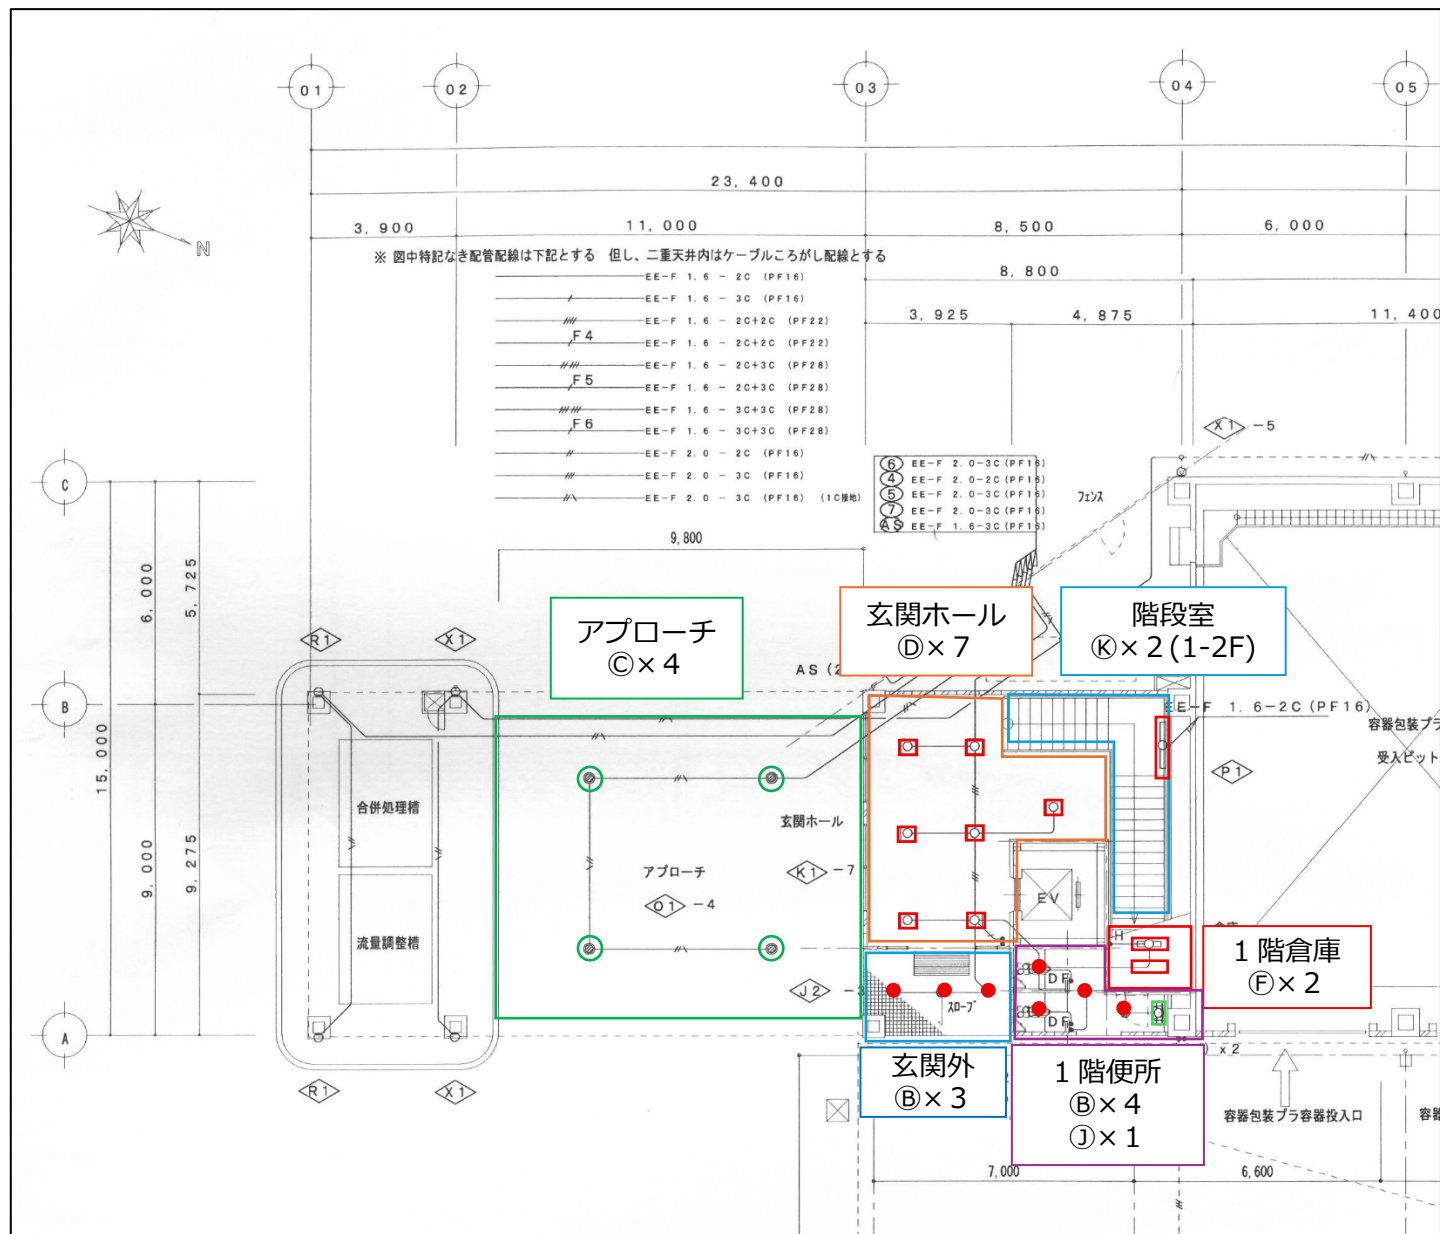 01
02
03
04
05
23, 400
3, 900
11, 000
8, 500
6, 000
N
※ 図中特記なき配管配線は下記とする 但し、二重天井内はケーブルころがし配線とする
8, 800
EE-F 1. 6 - 2C (PF16)
EE-F 1. 6 - 3C (PF16)
3, 925
4, 875
11, 400
EE-F 1. 6 - 2C+2C (PF22)
F4
EE-F 1. 6 - 2C+2C (PF22)
EE-F 1. 6 - 2C+3C (PF28)
F5
EE-F 1. 6 - 2C+3C (PF28)
EE-F 1. 6 - 3C+3C (PF28)
F6
EE-F 1. 6 - 3C+3C (PF28)
EE-F 2. 0 - 2C (PF16)
EE-F 2. 0 - 3C (PF16)
EE-F 2. 0 - 3C (PF16) (1C接地)
X1 -5
⑥ EE-F 2. 0-3C(PF16)
④ EE-F 2. 0-2C(PF16)
⑤ EE-F 2. 0-3C(PF16)
⑦ EE-F 2. 0-3C(PF16)
AS EE-F 1. 6-3C(PF16)
フェンス
C
9,800
6, 000
5, 725
アプローチ
Ⓒ×４
玄関ホール
Ⓓ×７
階段室
Ⓚ×２(1-2F)
R1
X1
AS (2
B
EE-F 1. 6-2C(PF16)
容器包装プラ
受入ピット
P1
15, 000
合併処理槽
玄関ホール
9, 000
9, 275
アプローチ
K1 -7
O1 -4
EV
流量調整槽
H
１階倉庫
Ⓕ×２
DF
J2 -3
スロープ
DF
A
x2
玄関外
Ⓑ×３
１階便所
Ⓑ×４
Ⓙ×１
R1
X1
容器包装プラ容器投入口
容器
7,000
6,600